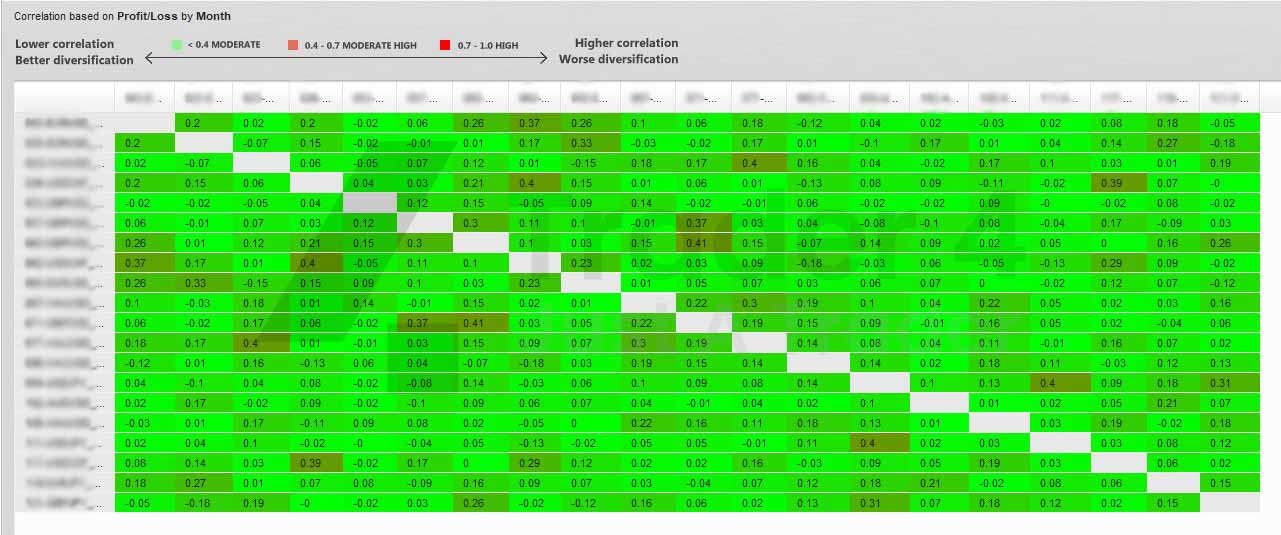 Correlation based on Profit/Loss by Month
Lower correlation
Better diversification
< 0.4 MODERATE 0.4 - 0.7 MODERATE HIGH 0.7 - 1.0 HIGH
Higher correlation
Worse diversification
0.2 0.02 0.2 -0.02 0.06 0.26 0.37 0.26 0.1 0.06 0.18 -0.12 0.04 0.02 -0.03 0.02 0.08 0.18 -0.05
0.2 -0.07 0.15 -0.02 -0.01 0.01 0.17 0.33 -0.03 -0.02 0.17 0.01 -0.1 0.17 0.01 0.04 0.14 0.27 -0.18
0.02 -0.07 0.06 -0.05 0.07 0.12 0.01 -0.15 0.18 0.17 0.4 0.16 0.04 -0.02 0.17 0.1 0.03 0.01 0.19
0.2 0.15 0.06 0.04 0.03 0.21 0.4 0.15 0.01 0.06 0.01 -0.13 0.08 0.09 -0.11 -0.02 0.39 0.07 -0
-0.02 -0.02 -0.05 0.04 0.12 0.15 -0.05 0.09 0.14 -0.02 -0.01 0.06 -0.02 -0.02 0.09 -0 -0.02 0.08 -0.02
0.06 -0.01 0.07 0.03 0.12 0.3 0.11 0.1 -0.01 0.37 0.03 0.04 -0.08 -0.1 0.08 -0.04 0.17 -0.09 0.03
0.26 0.01 0.12 0.21 0.15 0.3 0.1 0.03 0.15 0.41 0.15 -0.07 0.14 0.09 0.02 0.05 0 0.16 0.26
0.37 0.17 0.01 0.4 -0.05 0.11 0.1 0.23 0.02 0.03 0.09 -0.18 -0.03 0.06 -0.05 -0.13 0.29 0.09 -0.02
0.26 0.33 -0.15 0.15 0.09 0.1 0.03 0.23 0.01 0.05 0.07 0.03 0.06 0.07 0 -0.02 0.12 0.07 -0.12
0.1 -0.03 0.18 0.01 0.14 -0.01 0.15 0.02 0.01 0.22 0.3 0.19 0.1 0.04 0.22 0.05 0.02 0.03 0.16
0.06 -0.02 0.17 0.06 -0.02 0.37 0.41 0.03 0.05 0.22 0.19 0.15 0.09 -0.01 0.16 0.05 0.02 -0.04 0.06
0.18 0.17 0.4 0.01 -0.01 0.03 0.15 0.09 0.07 0.3 0.19 0.14 0.08 0.04 0.11 -0.01 0.16 0.07 0.02
-0.12 0.01 0.16 -0.13 0.06 0.04 -0.07 -0.18 0.03 0.19 0.15 0.14 0.14 0.02 0.18 0.11 -0.03 0.12 0.13
0.04 -0.1 0.04 0.08 -0.02 -0.08 0.14 -0.03 0.06 0.1 0.09 0.08 0.14 0.1 0.13 0.4 0.09 0.18 0.31
0.02 0.17 -0.02 0.09 -0.02 -0.1 0.09 0.06 0.07 0.04 -0.01 0.04 0.02 0.1 0.01 0.02 0.05 0.21 0.07
-0.03 0.01 0.17 -0.11 0.09 0.08 0.02 -0.05 0 0.22 0.16 0.11 0.18 0.13 0.01 0.03 0.19 -0.02 0.18
0.02 0.04 0.1 -0.02 -0 -0.04 0.05 -0.13 -0.02 0.05 0.05 -0.01 0.11 0.4 0.02 0.03 0.03 0.08 0.12
0.08 0.14 0.03 0.39 -0.02 0.17 0 0.29 0.12 0.02 0.02 0.16 -0.03 0.09 0.05 0.19 0.03 0.06 0.02
0.18 0.27 0.01 0.07 0.08 -0.09 0.16 0.09 0.07 0.03 -0.04 0.07 0.12 0.18 0.21 -0.02 0.08 0.06 0.15
-0.05 -0.18 0.19 -0 -0.02 0.03 0.26 -0.02 -0.12 0.16 0.06 0.02 0.13 0.31 0.07 0.18 0.12 0.02 0.15
Trader 4